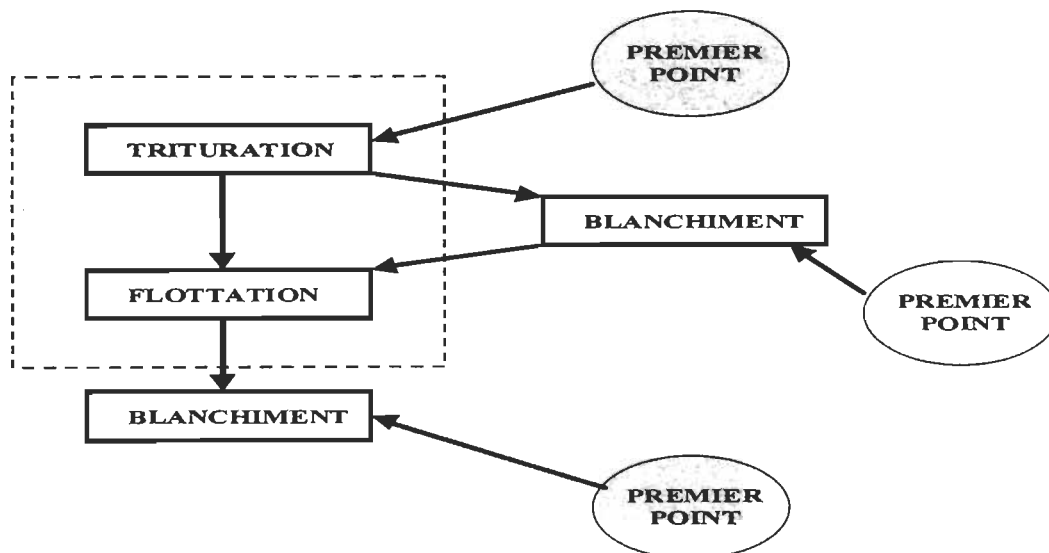 PREMIER
POINT
TRITURATION
BLANCHIMENT
FLOTTATION
PREMIER
POINT
BLANCHIMENT
PREMIER
POINT